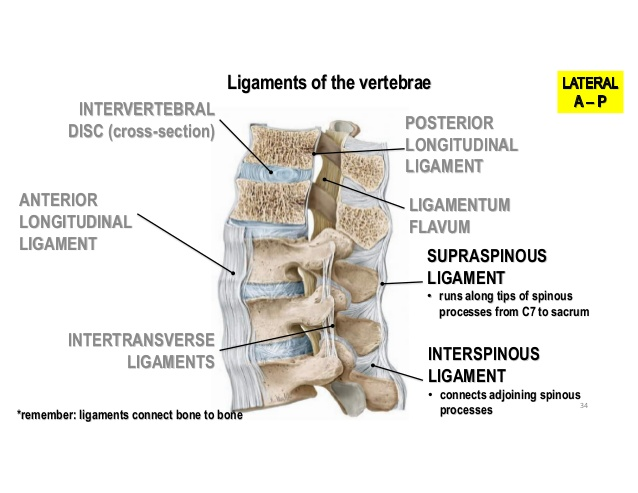 Ligaments of the vertebrae
LATERAL
A – P
INTERVERTEBRAL
DISC (cross-section)
POSTERIOR
LONGITUDINAL
LIGAMENT
ANTERIOR
LONGITUDINAL
LIGAMENT
LIGAMENTUM
FLAVUM
SUPRASPINOUS
LIGAMENT
• runs along tips of spinous
processes from C7 to sacrum
INTERTRANSVERSE
LIGAMENTS
INTERSPINOUS
LIGAMENT
• connects adjoining spinous
processes
34
*remember: ligaments connect bone to bone